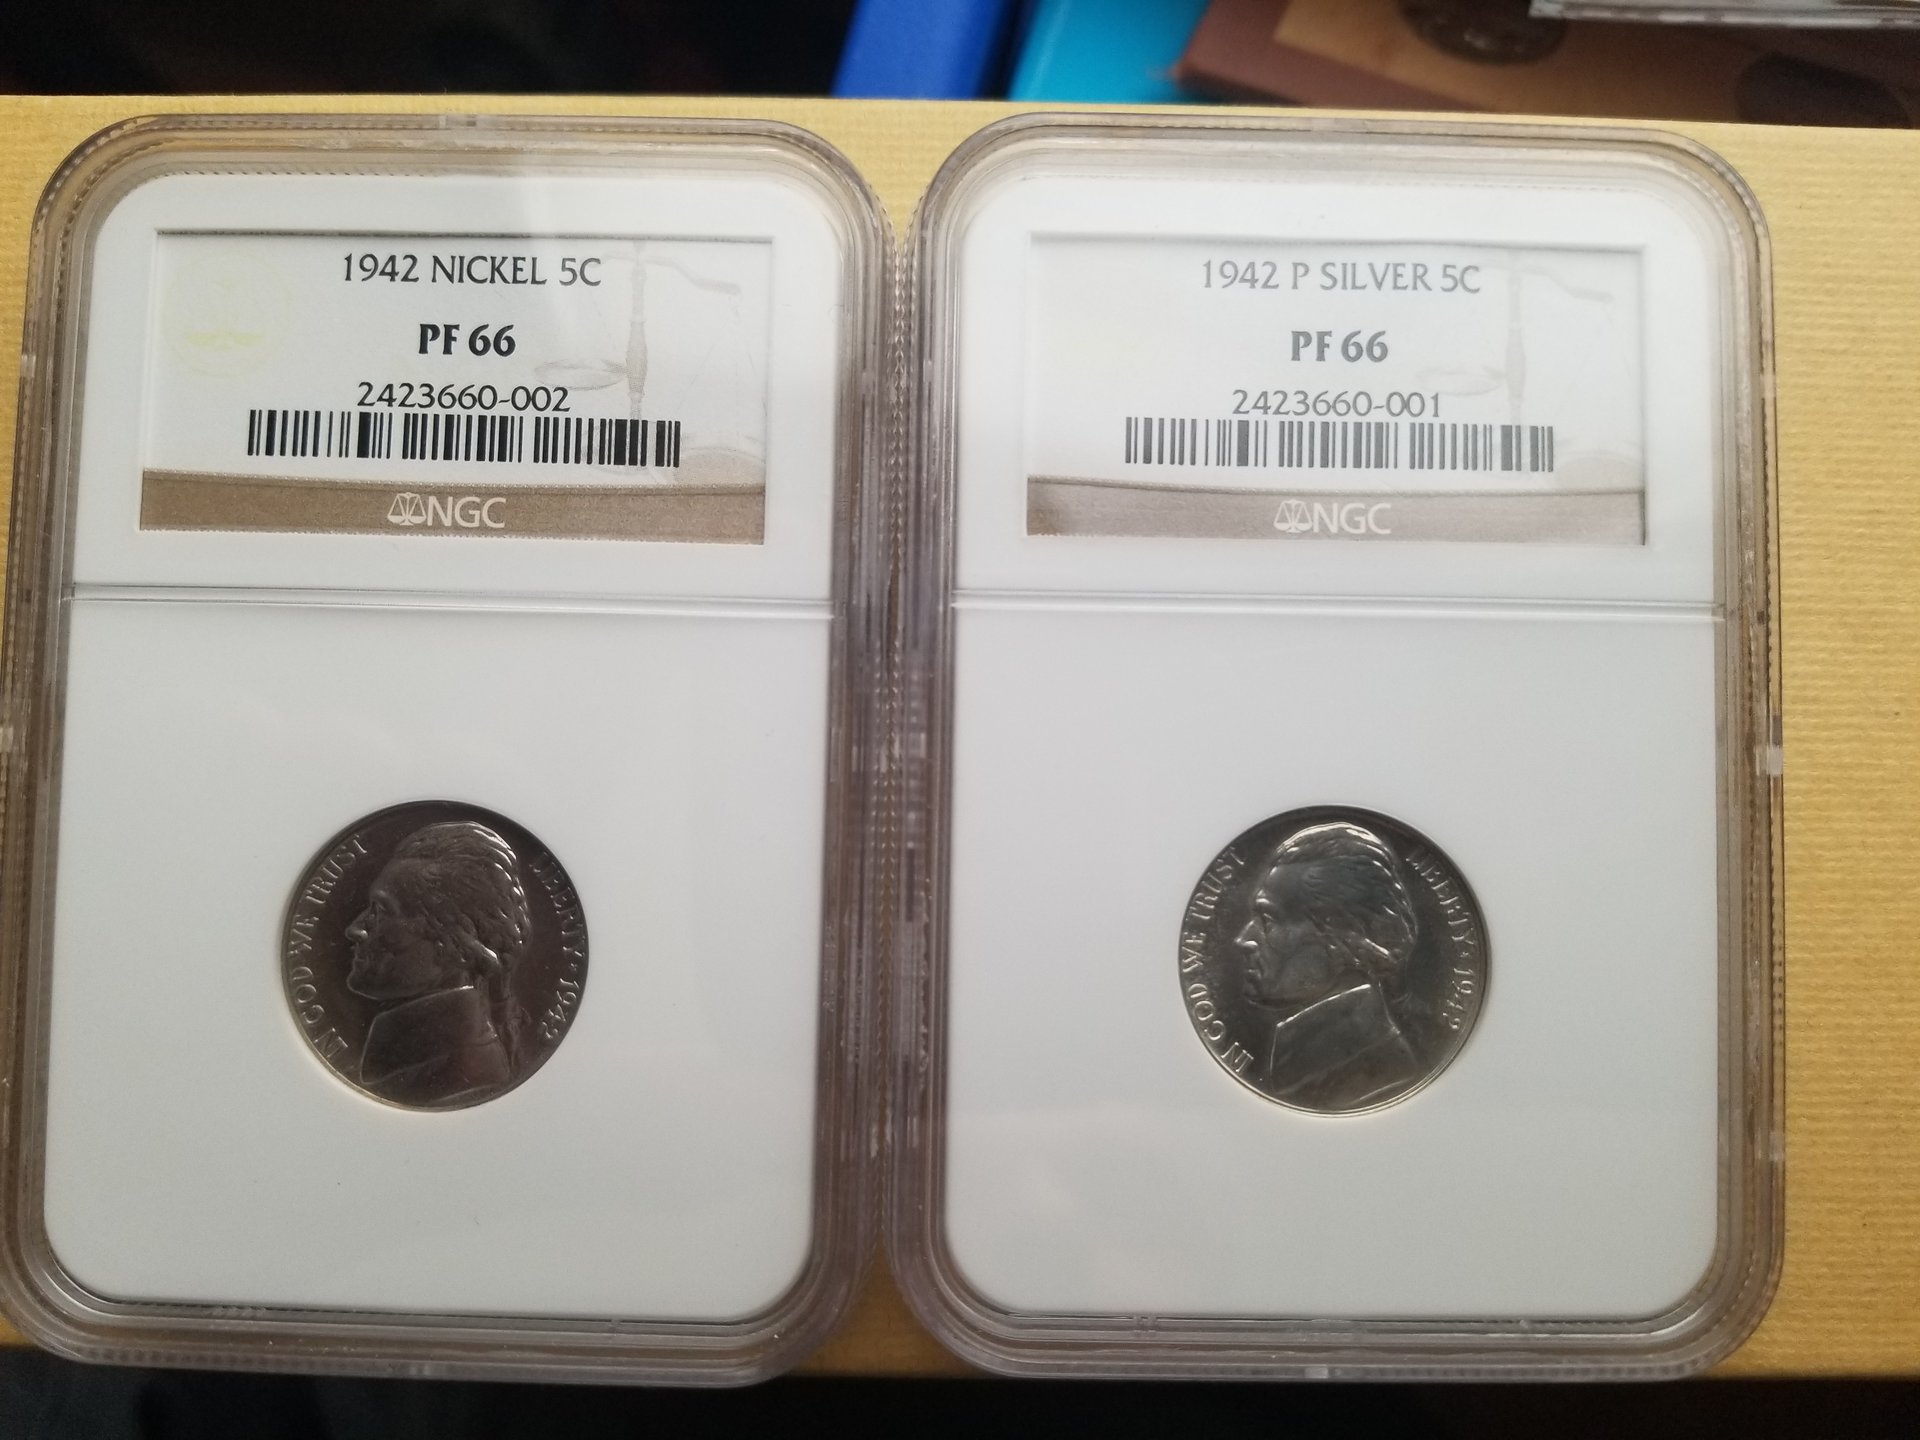 1942 NICKEL 5C
PF 66
2423660-002
NGC
IN GOD WE TRUST
LIBERTY ★ 1942
1942 P SILVER 5C
PF 66
2423660-001
NGC
IN GOD WE TRUST
LIBERTY ★ 1942